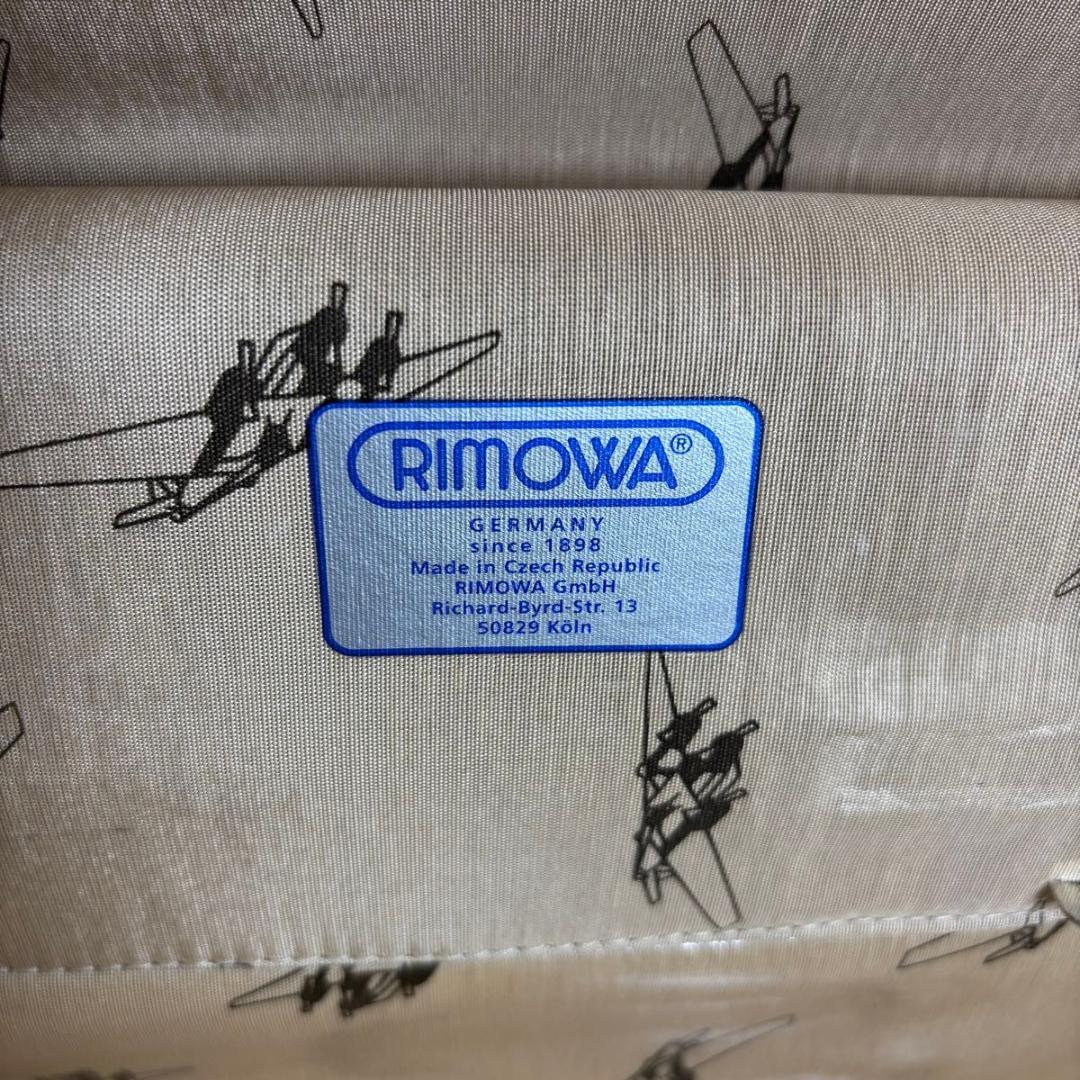 RIMOWA®
GERMANY
since 1898
Made in Czech Republic
RIMOWA GmbH
Richard-Byrd-Str. 13
50829 Köln